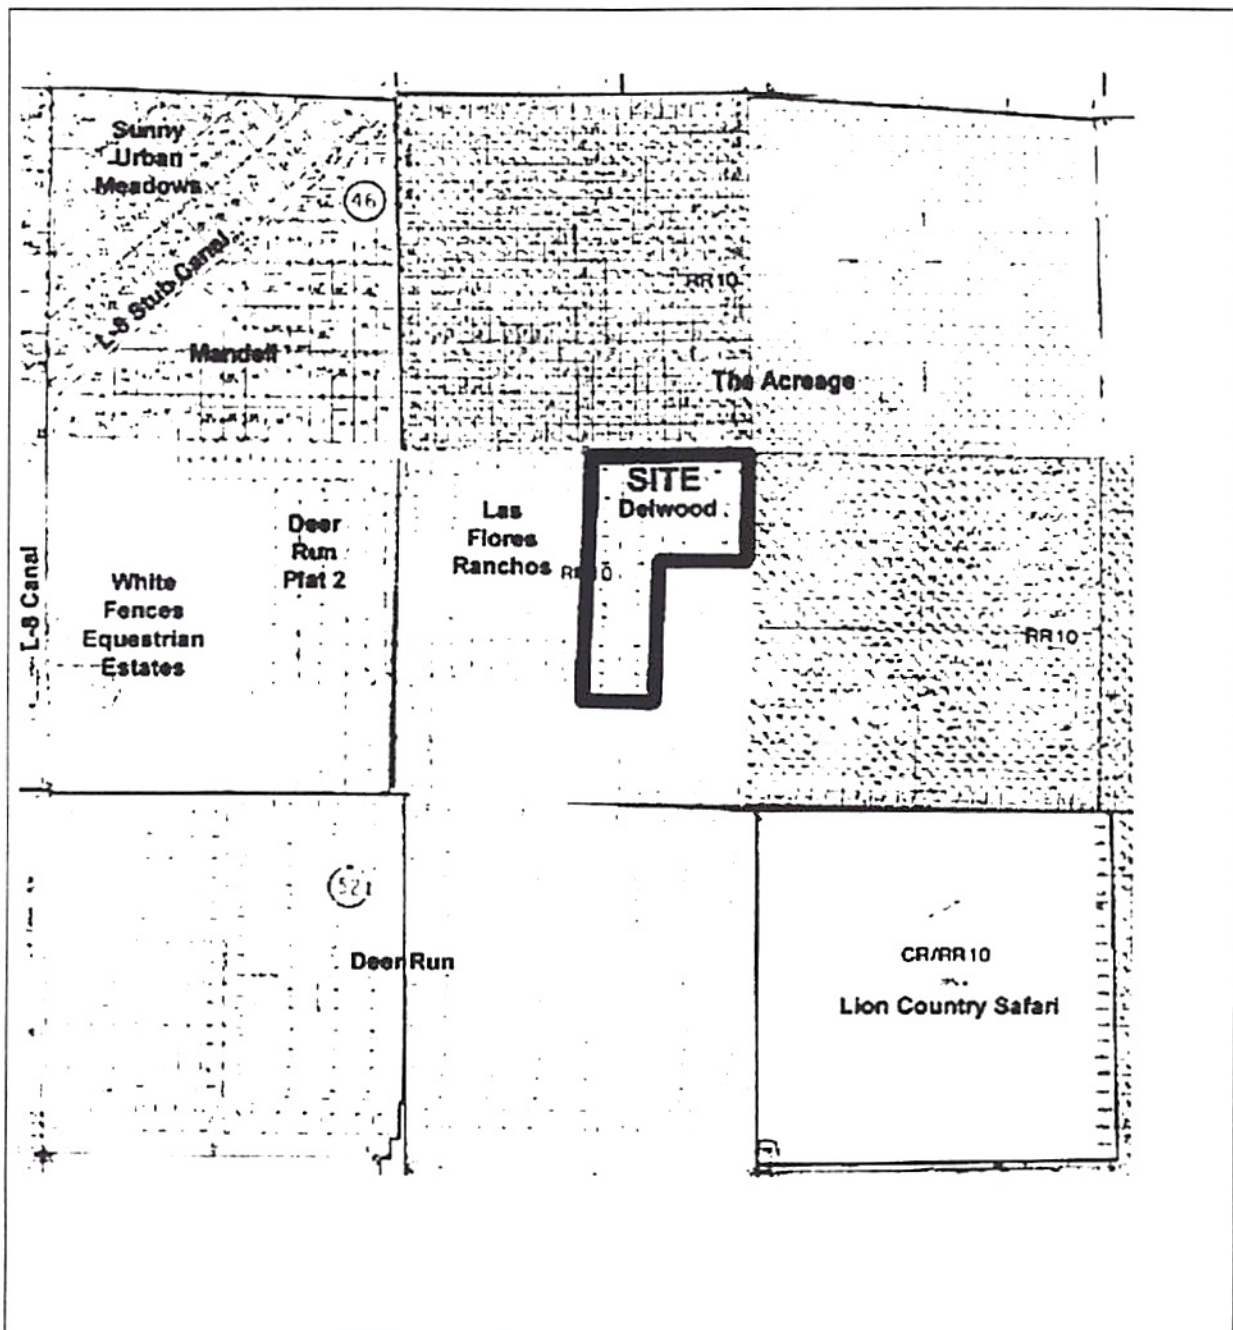 Sunny
Urban
Meadows
46
L-8 Stub Canal
Mandell
RR10
The Acreage
SITE
Delwood
Las
Flores
Ranchos
Deer
Run
Plat 2
L-8 Canal
White
Fences
Equestrian
Estates
RR10
Deer Run
CR/RR10
Lion Country Safari